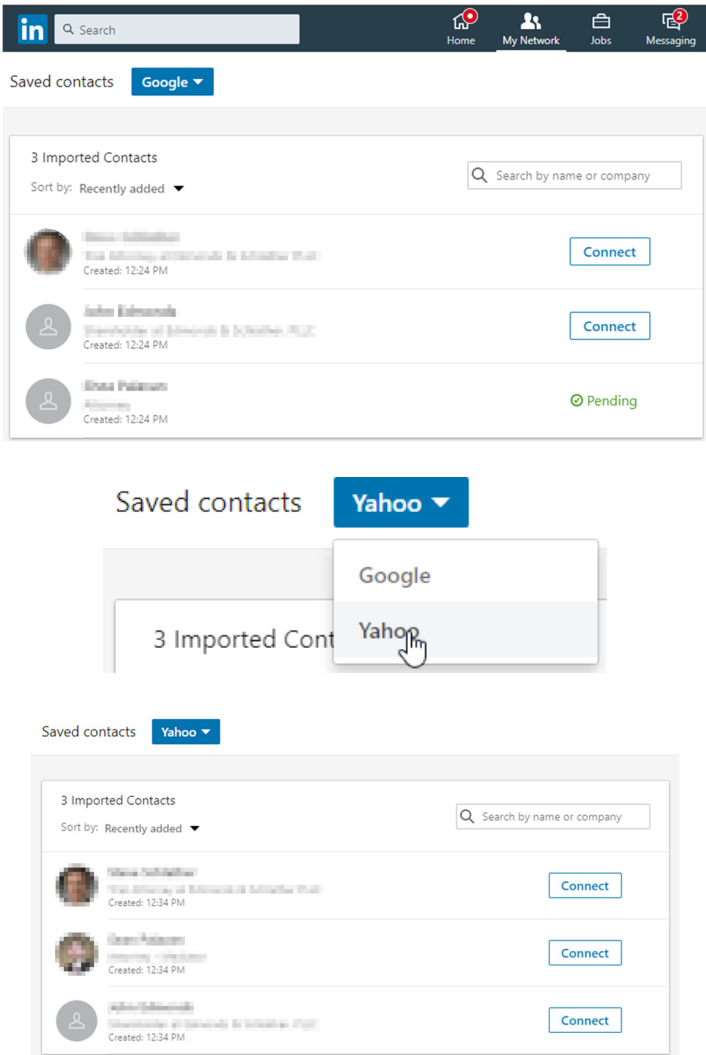 in Search Home My Network Jobs 2 Messaging
Saved contacts Google
3 Imported Contacts
Sort by: Recently added Search by name or company
Connect
Created: 12:24 PM
Connect
Created: 12:24 PM
Pending
Created: 12:24 PM
Saved contacts Yahoo
Google
3 Imported Cont Yahoo
Saved contacts Yahoo
3 Imported Contacts
Sort by: Recently added Search by name or company
Connect
Created: 12:34 PM
Connect
Created: 12:34 PM
Connect
Created: 12:34 PM